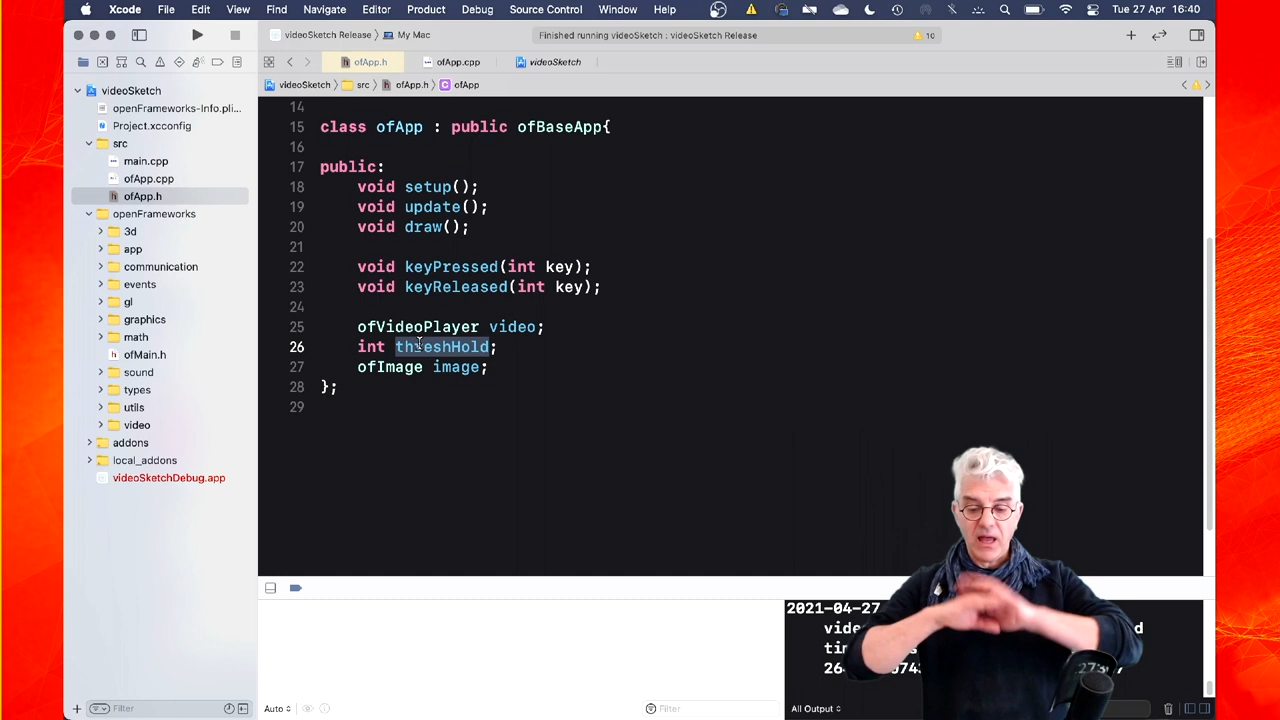 Xcode File Edit View Find Navigate Editor Product Debug Source Control Window Help Tue 27 Apr 16:40
videoSketch Release My Mac Finished running videoSketch : videoSketch Release 10
ofApp.h ofApp.cpp videoSketch
videoSketch src ofApp.h C ofApp
videoSketch
openFrameworks-Info.pli...
Project.xcconfig
src
main.cpp
ofApp.cpp
ofApp.h
openFrameworks
3d
app
communication
events
gl
graphics
math
ofMain.h
sound
types
utils
video
addons
local_addons
videoSketchDebug.app
Filter
14
15 class ofApp : public ofBaseApp{
16
17 public:
18 void setup();
19 void update();
20 void draw();
21
22 void keyPressed(int key);
23 void keyReleased(int key);
24
25 ofVideoPlayer video;
26 int threshHold;
27 ofImage image;
28 };
29
Auto
Filter
2021-04-27
All Output